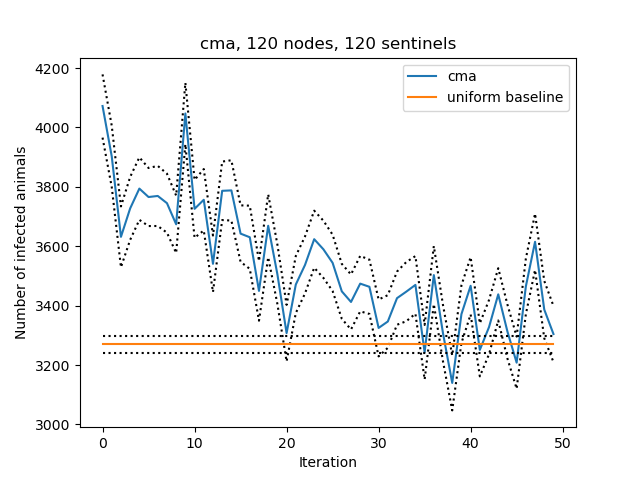 cma, 120 nodes, 120 sentinels
cma
uniform baseline
Number of infected animals
4200
4000
3800
3600
3400
3200
3000
0 10 20 30 40 50
Iteration